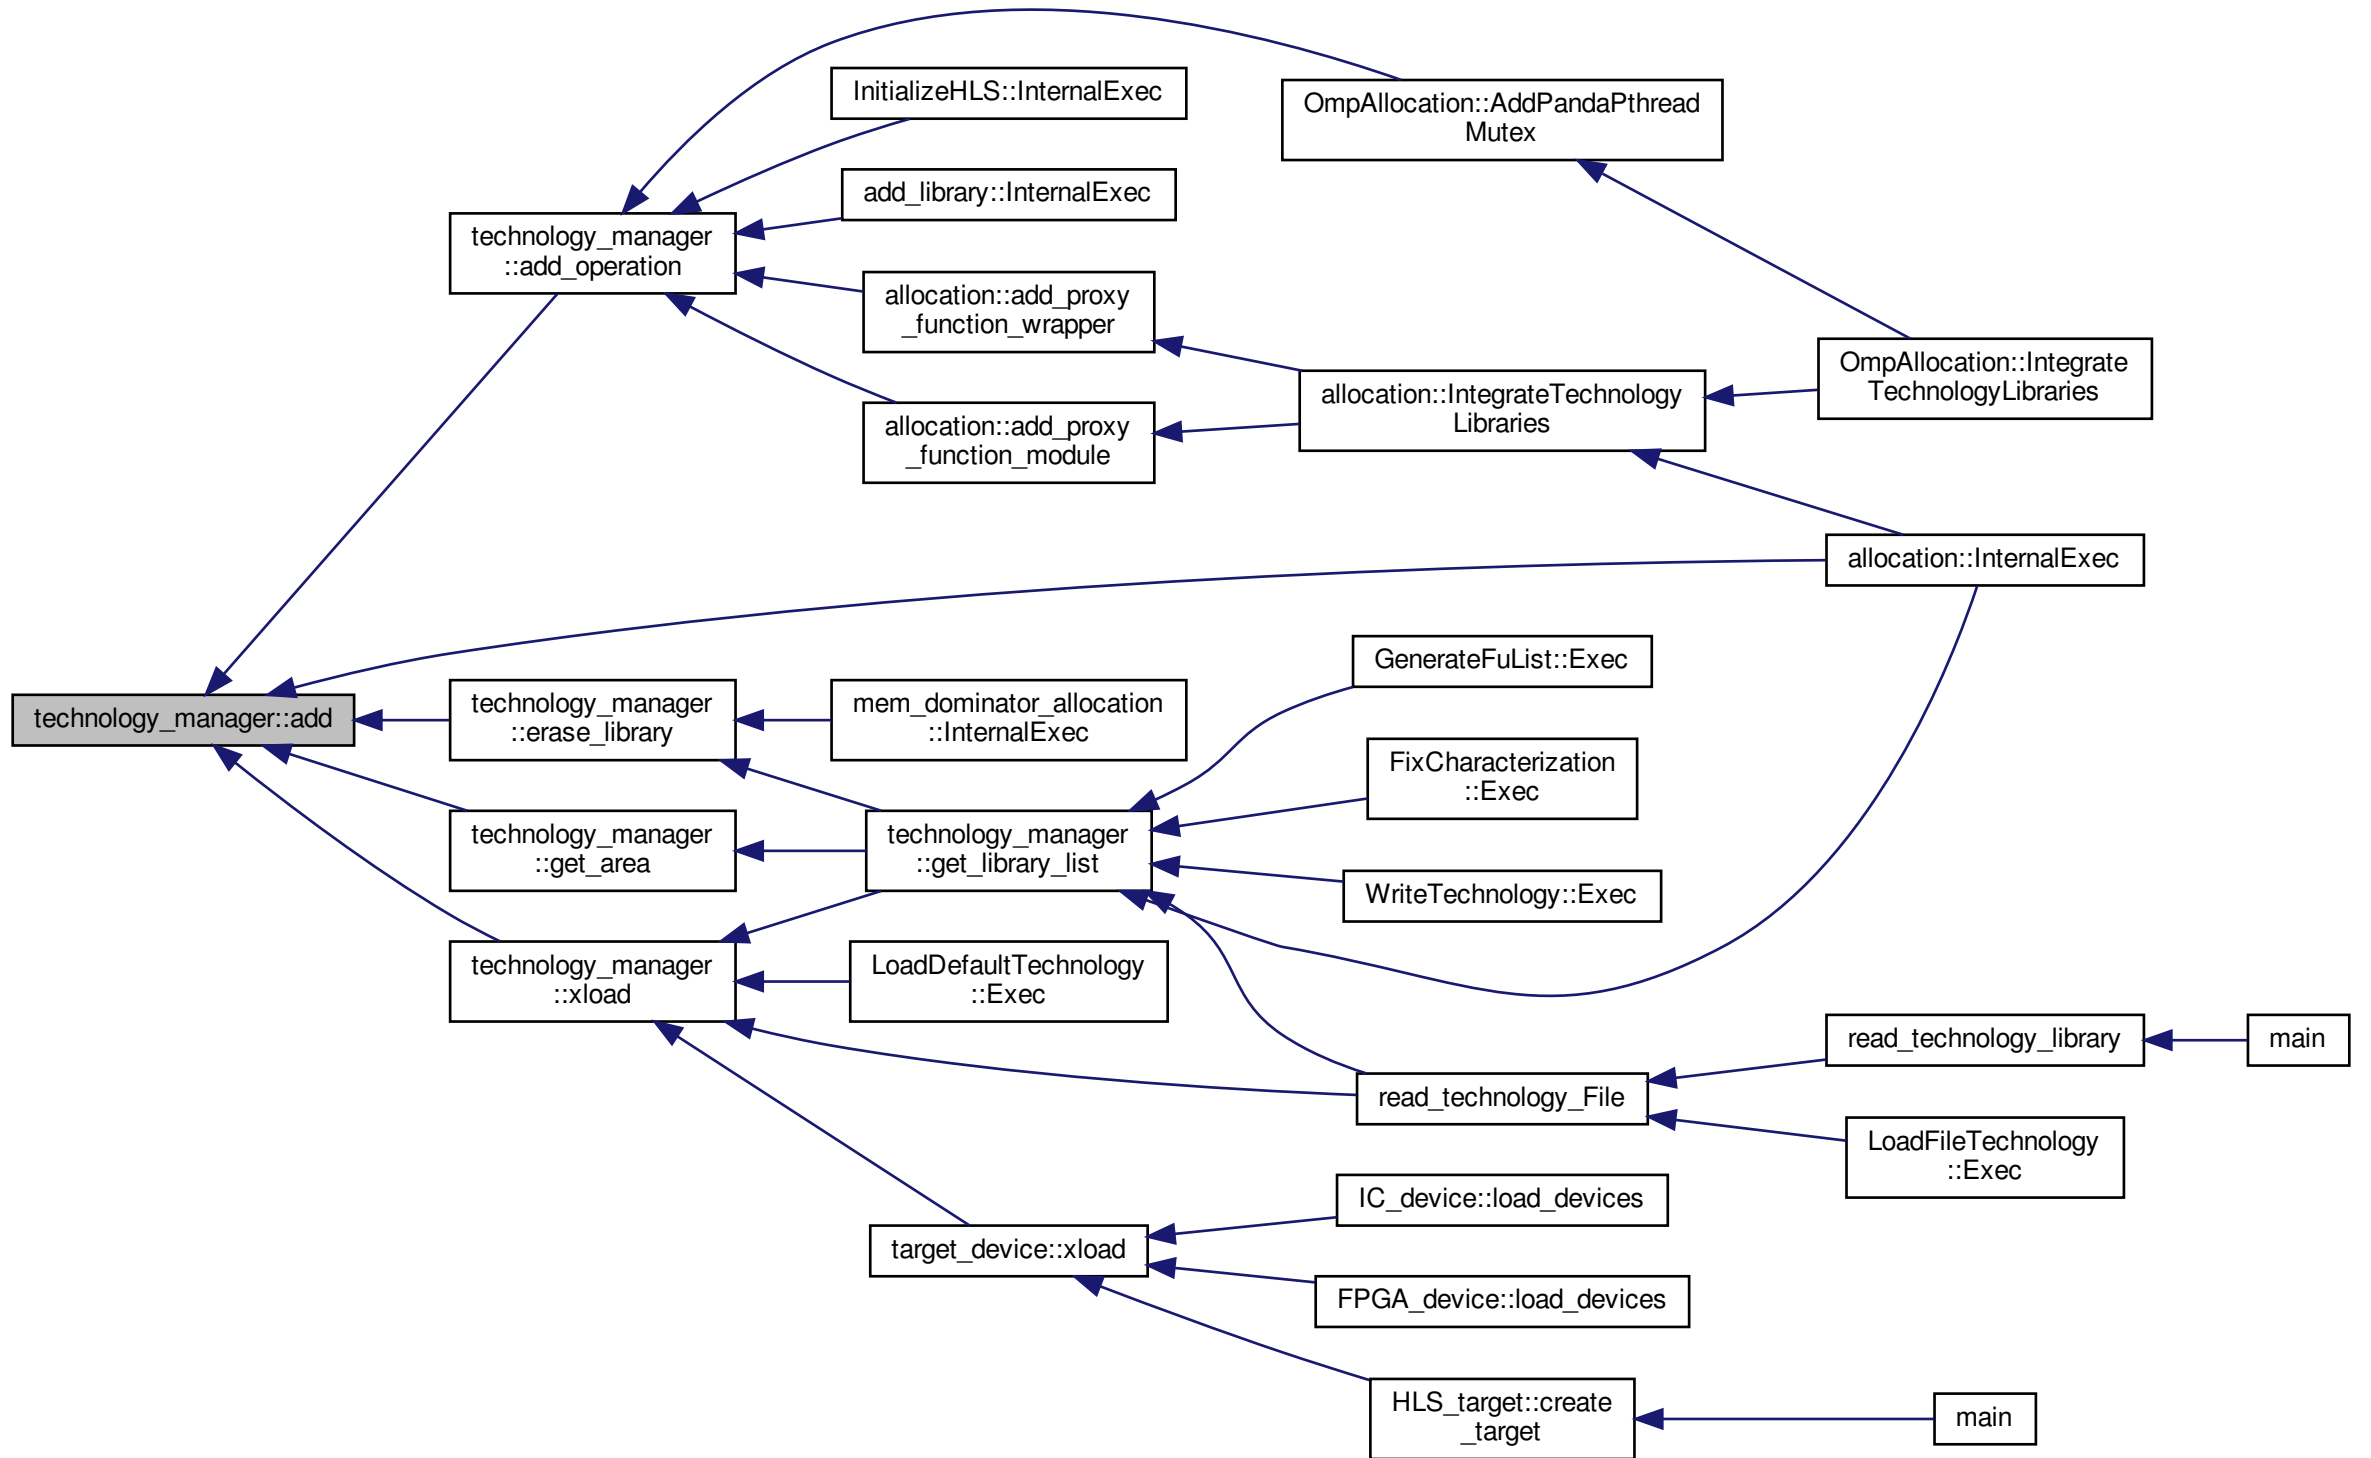 InitializeHLS::InternalExec
OmpAllocation::AddPandaPthread
Mutex
add_library::InternalExec
technology_manager
::add_operation
allocation::add_proxy
_function_wrapper
OmpAllocation::Integrate
TechnologyLibraries
allocation::IntegrateTechnology
Libraries
allocation::add_proxy
_function_module
allocation::InternalExec
GenerateFuList::Exec
technology_manager::add
technology_manager
::erase_library
mem_dominator_allocation
::InternalExec
FixCharacterization
::Exec
technology_manager
::get_area
technology_manager
::get_library_list
WriteTechnology::Exec
technology_manager
::xload
LoadDefaultTechnology
::Exec
read_technology_library
main
read_technology_File
LoadFileTechnology
::Exec
IC_device::load_devices
target_device::xload
FPGA_device::load_devices
HLS_target::create
_target
main